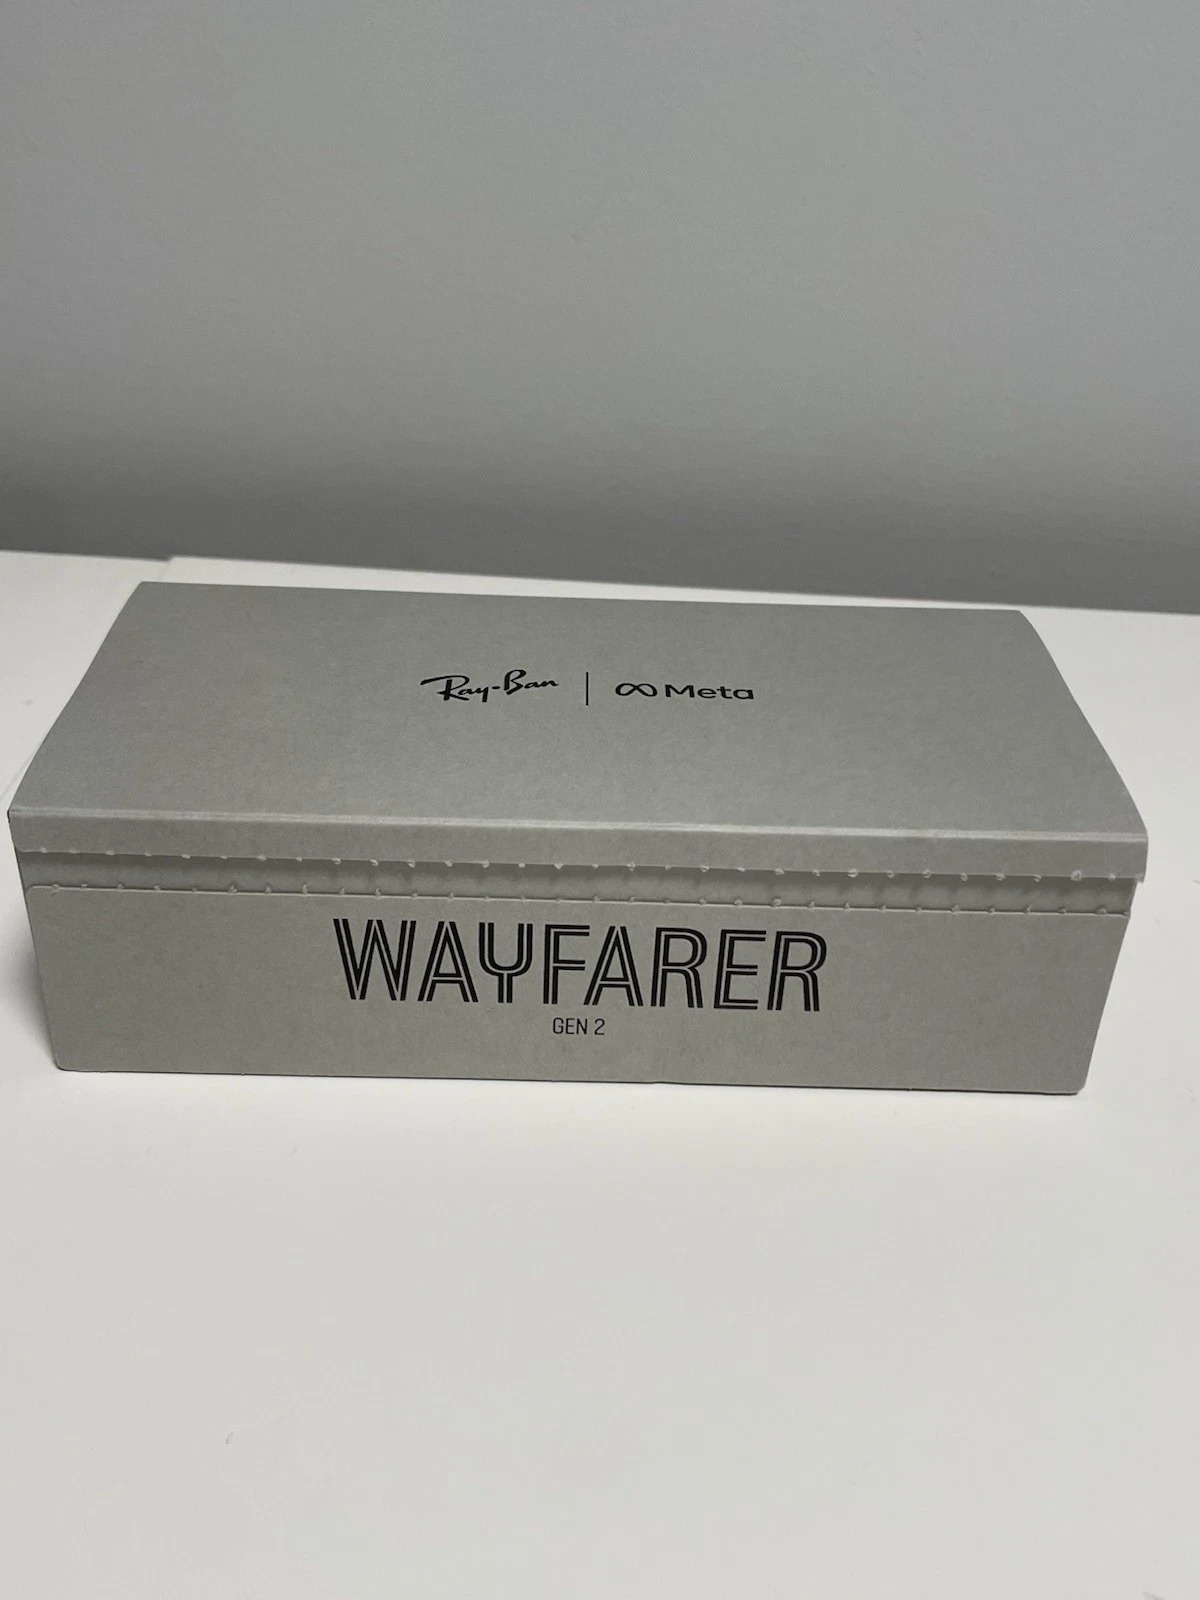 Ray-Ban | Meta
WAYFARER
GEN 2